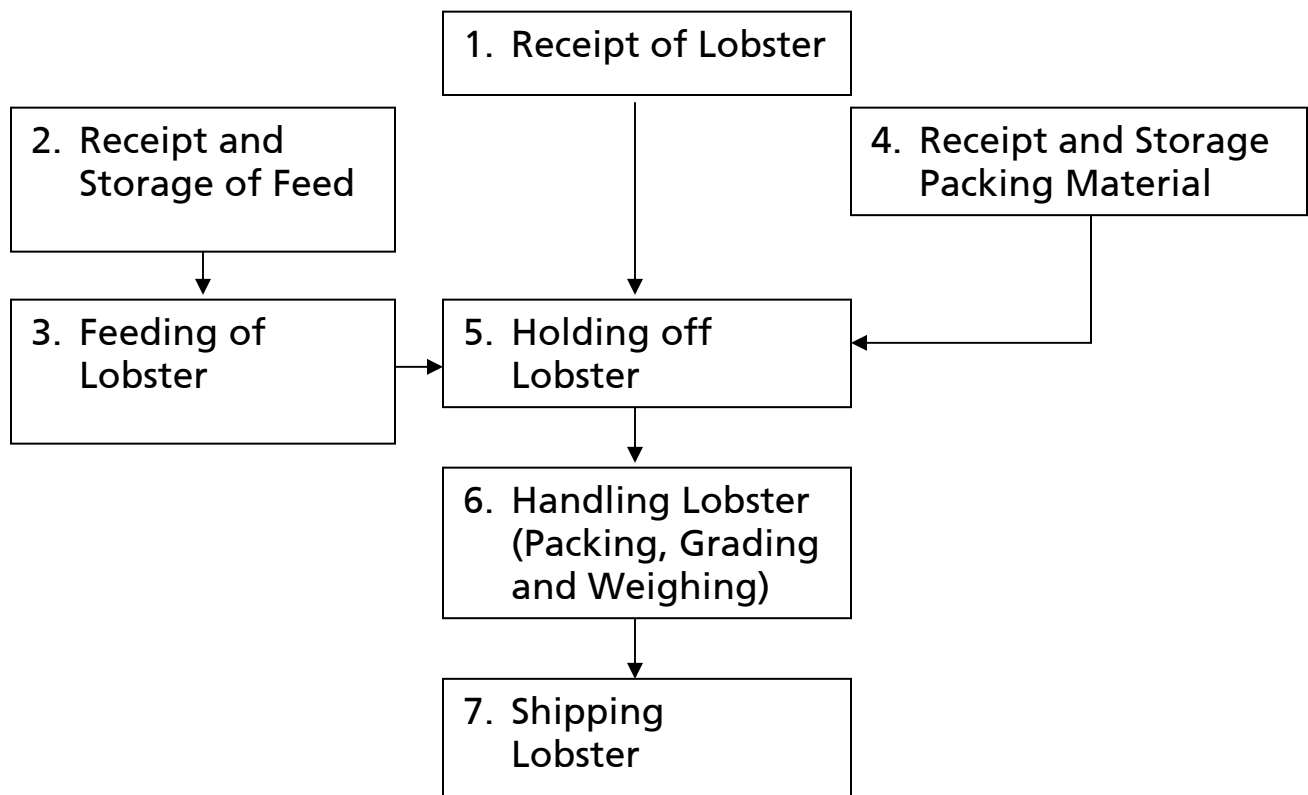 1. Receipt of Lobster
2. Receipt and
Storage of Feed
4. Receipt and Storage
Packing Material
3. Feeding of
Lobster
5. Holding off
Lobster
6. Handling Lobster
(Packing, Grading
and Weighing)
7. Shipping
Lobster